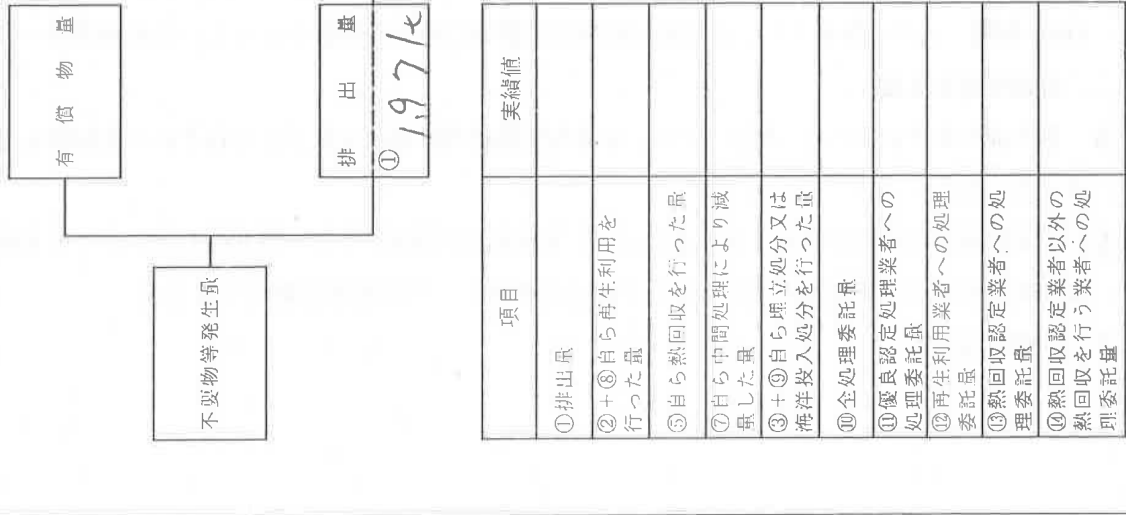 不要物等発生量
有償物量
排出量
①
1,971t
項目
実績値
①排出量
②+⑧自ら再生利用を
行った量
⑤自ら熱回収を行った量
⑦自ら中間処理により減
量した量
③+⑨自ら埋立処分又は
海洋投入処分を行った量
⑩全処理委託量
⑪優良認定処理業者への
処理委託量
⑫再生利用業者への処理
委託量
⑬熱回収認定業者への処
理委託量
⑭熱回収認定業者以外の
熱回収を行う業者への処
理委託量